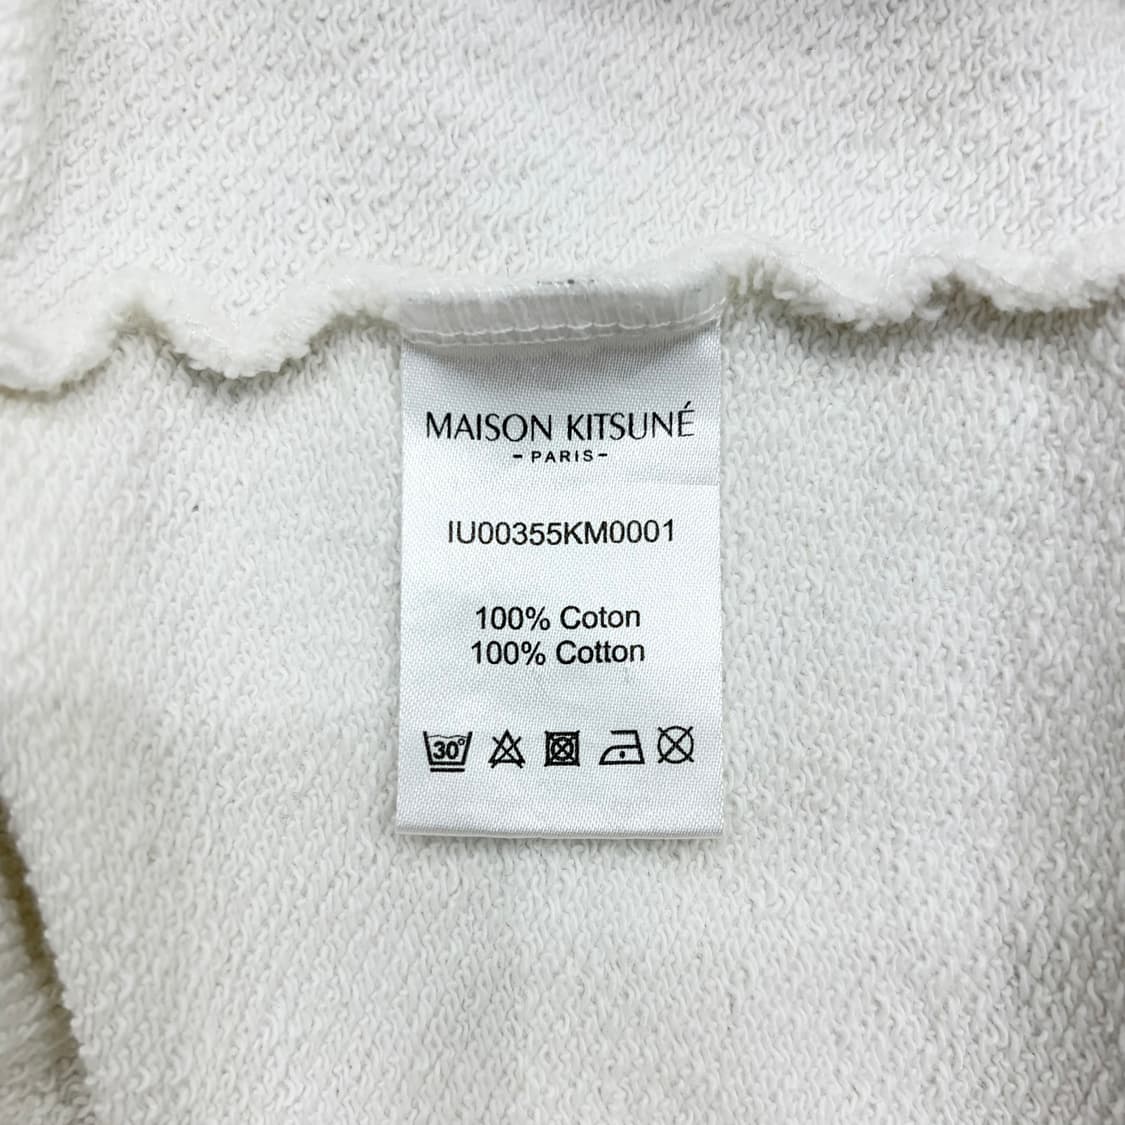 MAISON KITSUNÉ
- PARIS -
IU00355KM0001
100% Coton
100% Cotton
30°